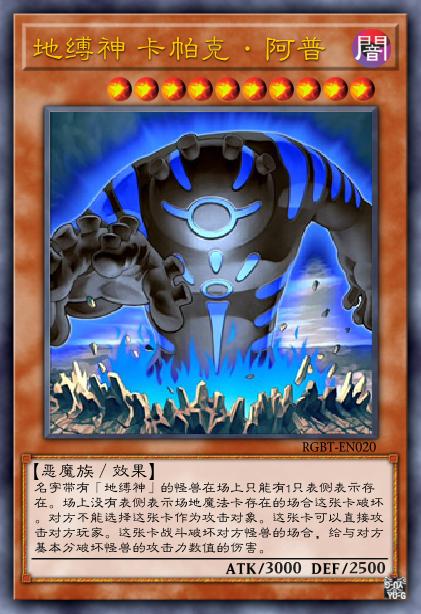 地缚神 卡帕克·阿普
闇
RGBT-EN020
【恶魔族／效果】
名字带有「地缚神」的怪兽在场上只能有1只表侧表示存
在。场上没有表侧表示场地魔法卡存在的场合这张卡破坏
。对方不能选择这张卡作为攻击对象。这张卡可以直接攻
击对方玩家。这张卡战斗破坏对方怪兽的场合，给与对方
基本分破坏怪兽的攻击力数值的伤害。
ATK/3000 DEF/2500